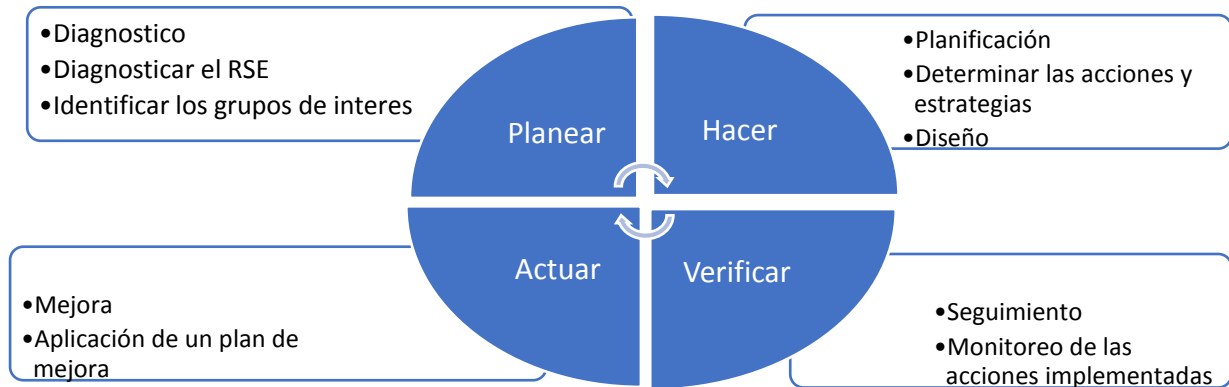 •Diagnostico
•Diagnosticar el RSE
•Identificar los grupos de interes
Planear
Hacer
•Planificación
•Determinar las acciones y
estrategias
•Diseño
Actuar
Verificar
•Mejora
•Aplicación de un plan de
mejora
•Seguimiento
•Monitoreo de las
acciones implementadas